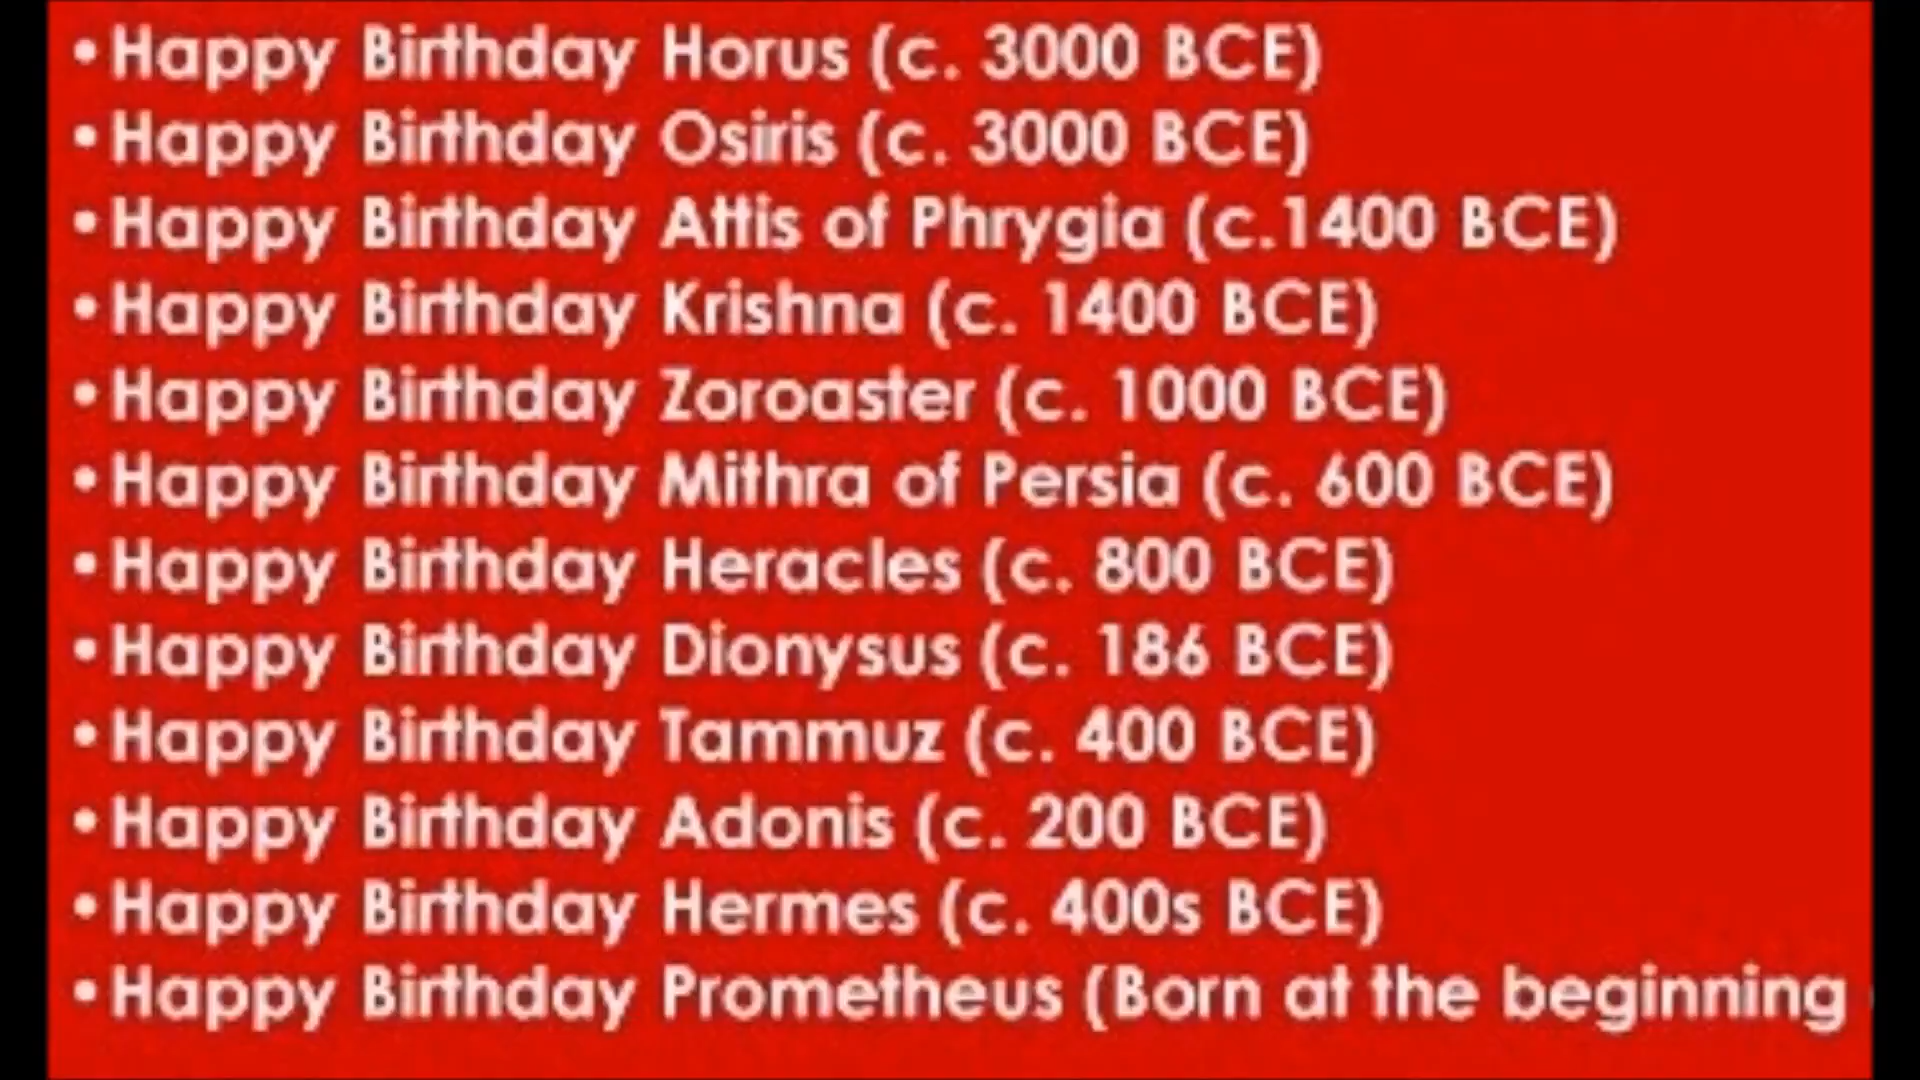 •Happy Birthday Horus (c. 3000 BCE)
•Happy Birthday Osiris (c. 3000 BCE)
•Happy Birthday Attis of Phrygia (c.1400 BCE)
•Happy Birthday Krishna (c. 1400 BCE)
•Happy Birthday Zoroaster (c. 1000 BCE)
•Happy Birthday Mithra of Persia (c. 600 BCE)
•Happy Birthday Heracles (c. 800 BCE)
•Happy Birthday Dionysus (c. 186 BCE)
•Happy Birthday Tammuz (c. 400 BCE)
•Happy Birthday Adonis (c. 200 BCE)
•Happy Birthday Hermes (c. 400s BCE)
•Happy Birthday Prometheus (Born at the beginning